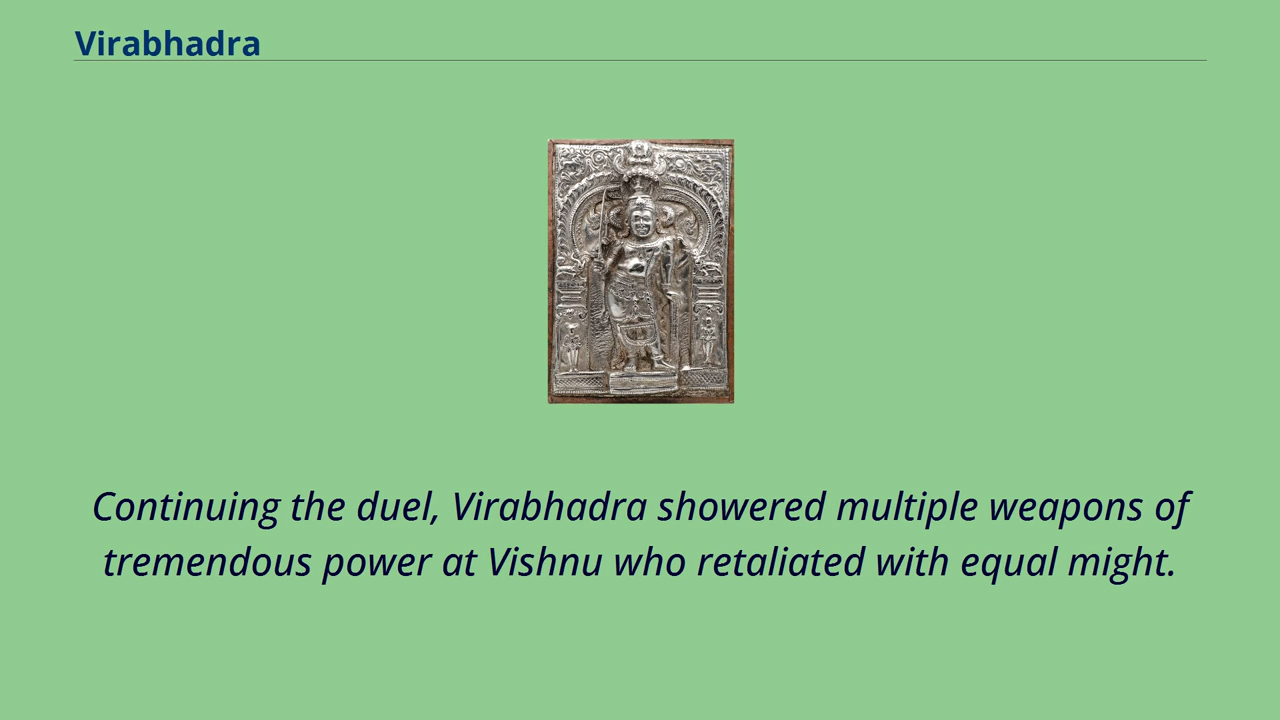 Virabhadra
Continuing the duel, Virabhadra showered multiple weapons of
tremendous power at Vishnu who retaliated with equal might.